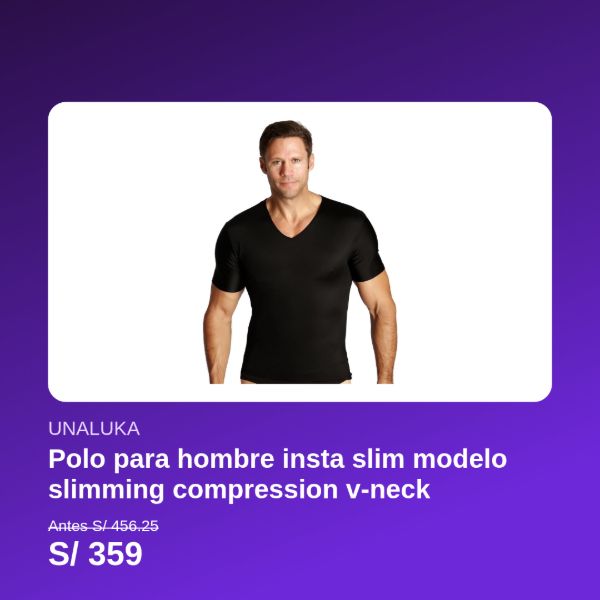 UNALUKA
Polo para hombre insta slim modelo
slimming compression v-neck
Antes S/ 456.25
S/ 359